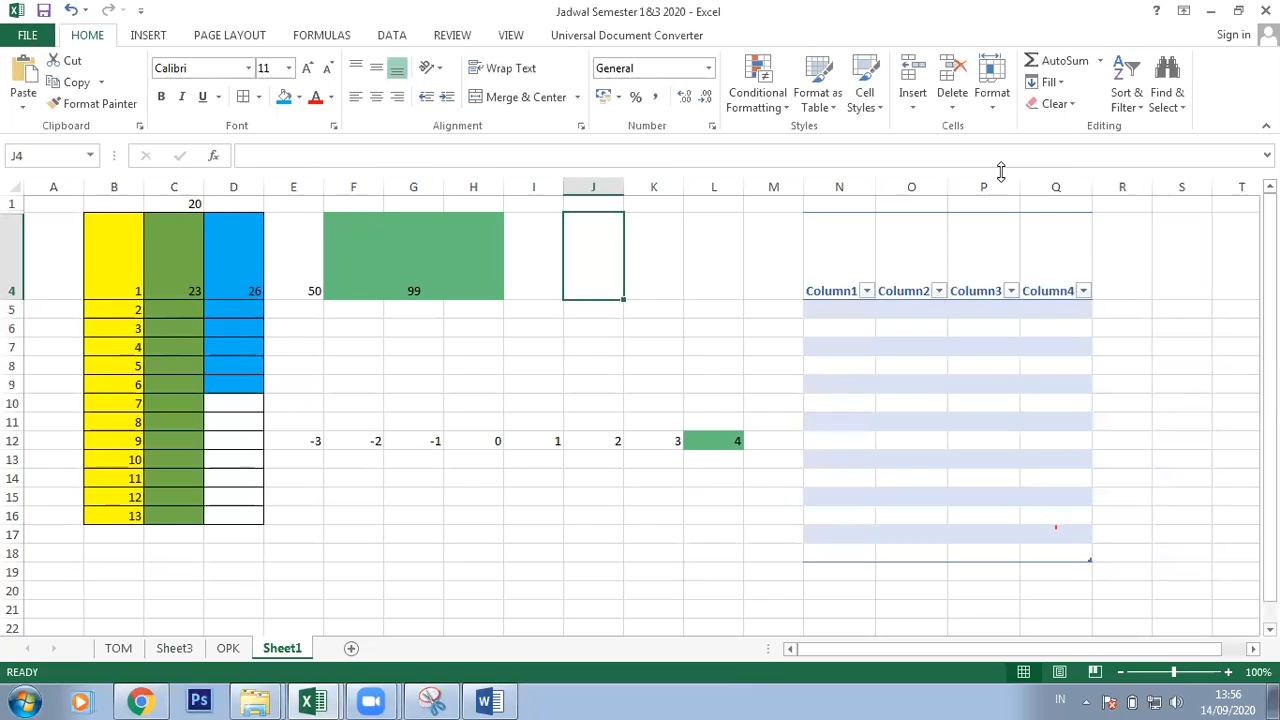 Jadwal Semester 1&3 2020 - Excel
?
FILE HOME INSERT PAGE LAYOUT FORMULAS DATA REVIEW VIEW Universal Document Converter Sign in
Paste Cut Copy Format Painter
Clipboard
Calibri 11
B I U A
Font
Wrap Text
Merge & Center
Alignment
General
%
Number
Conditional Formatting
Format as Table
Cell Styles
Styles
Insert Delete Format
Cells
AutoSum
Fill
Clear
Sort & Filter
Find & Select
Editing
J4 fx
A B C D E F G H I J K L M N O P Q R S T
1 20
4 1 23 26 50 99 Column1 Column2 Column3 Column4
5 2
6 3
7 4
8 5
9 6
10 7
11 8
12 9 -3 -2 -1 0 1 2 3 4
13 10
14 11
15 12
16 13
17
18
19
20
21
22
TOM Sheet3 OPK Sheet1
READY 100%
Ps IN 13:56
14/09/2020